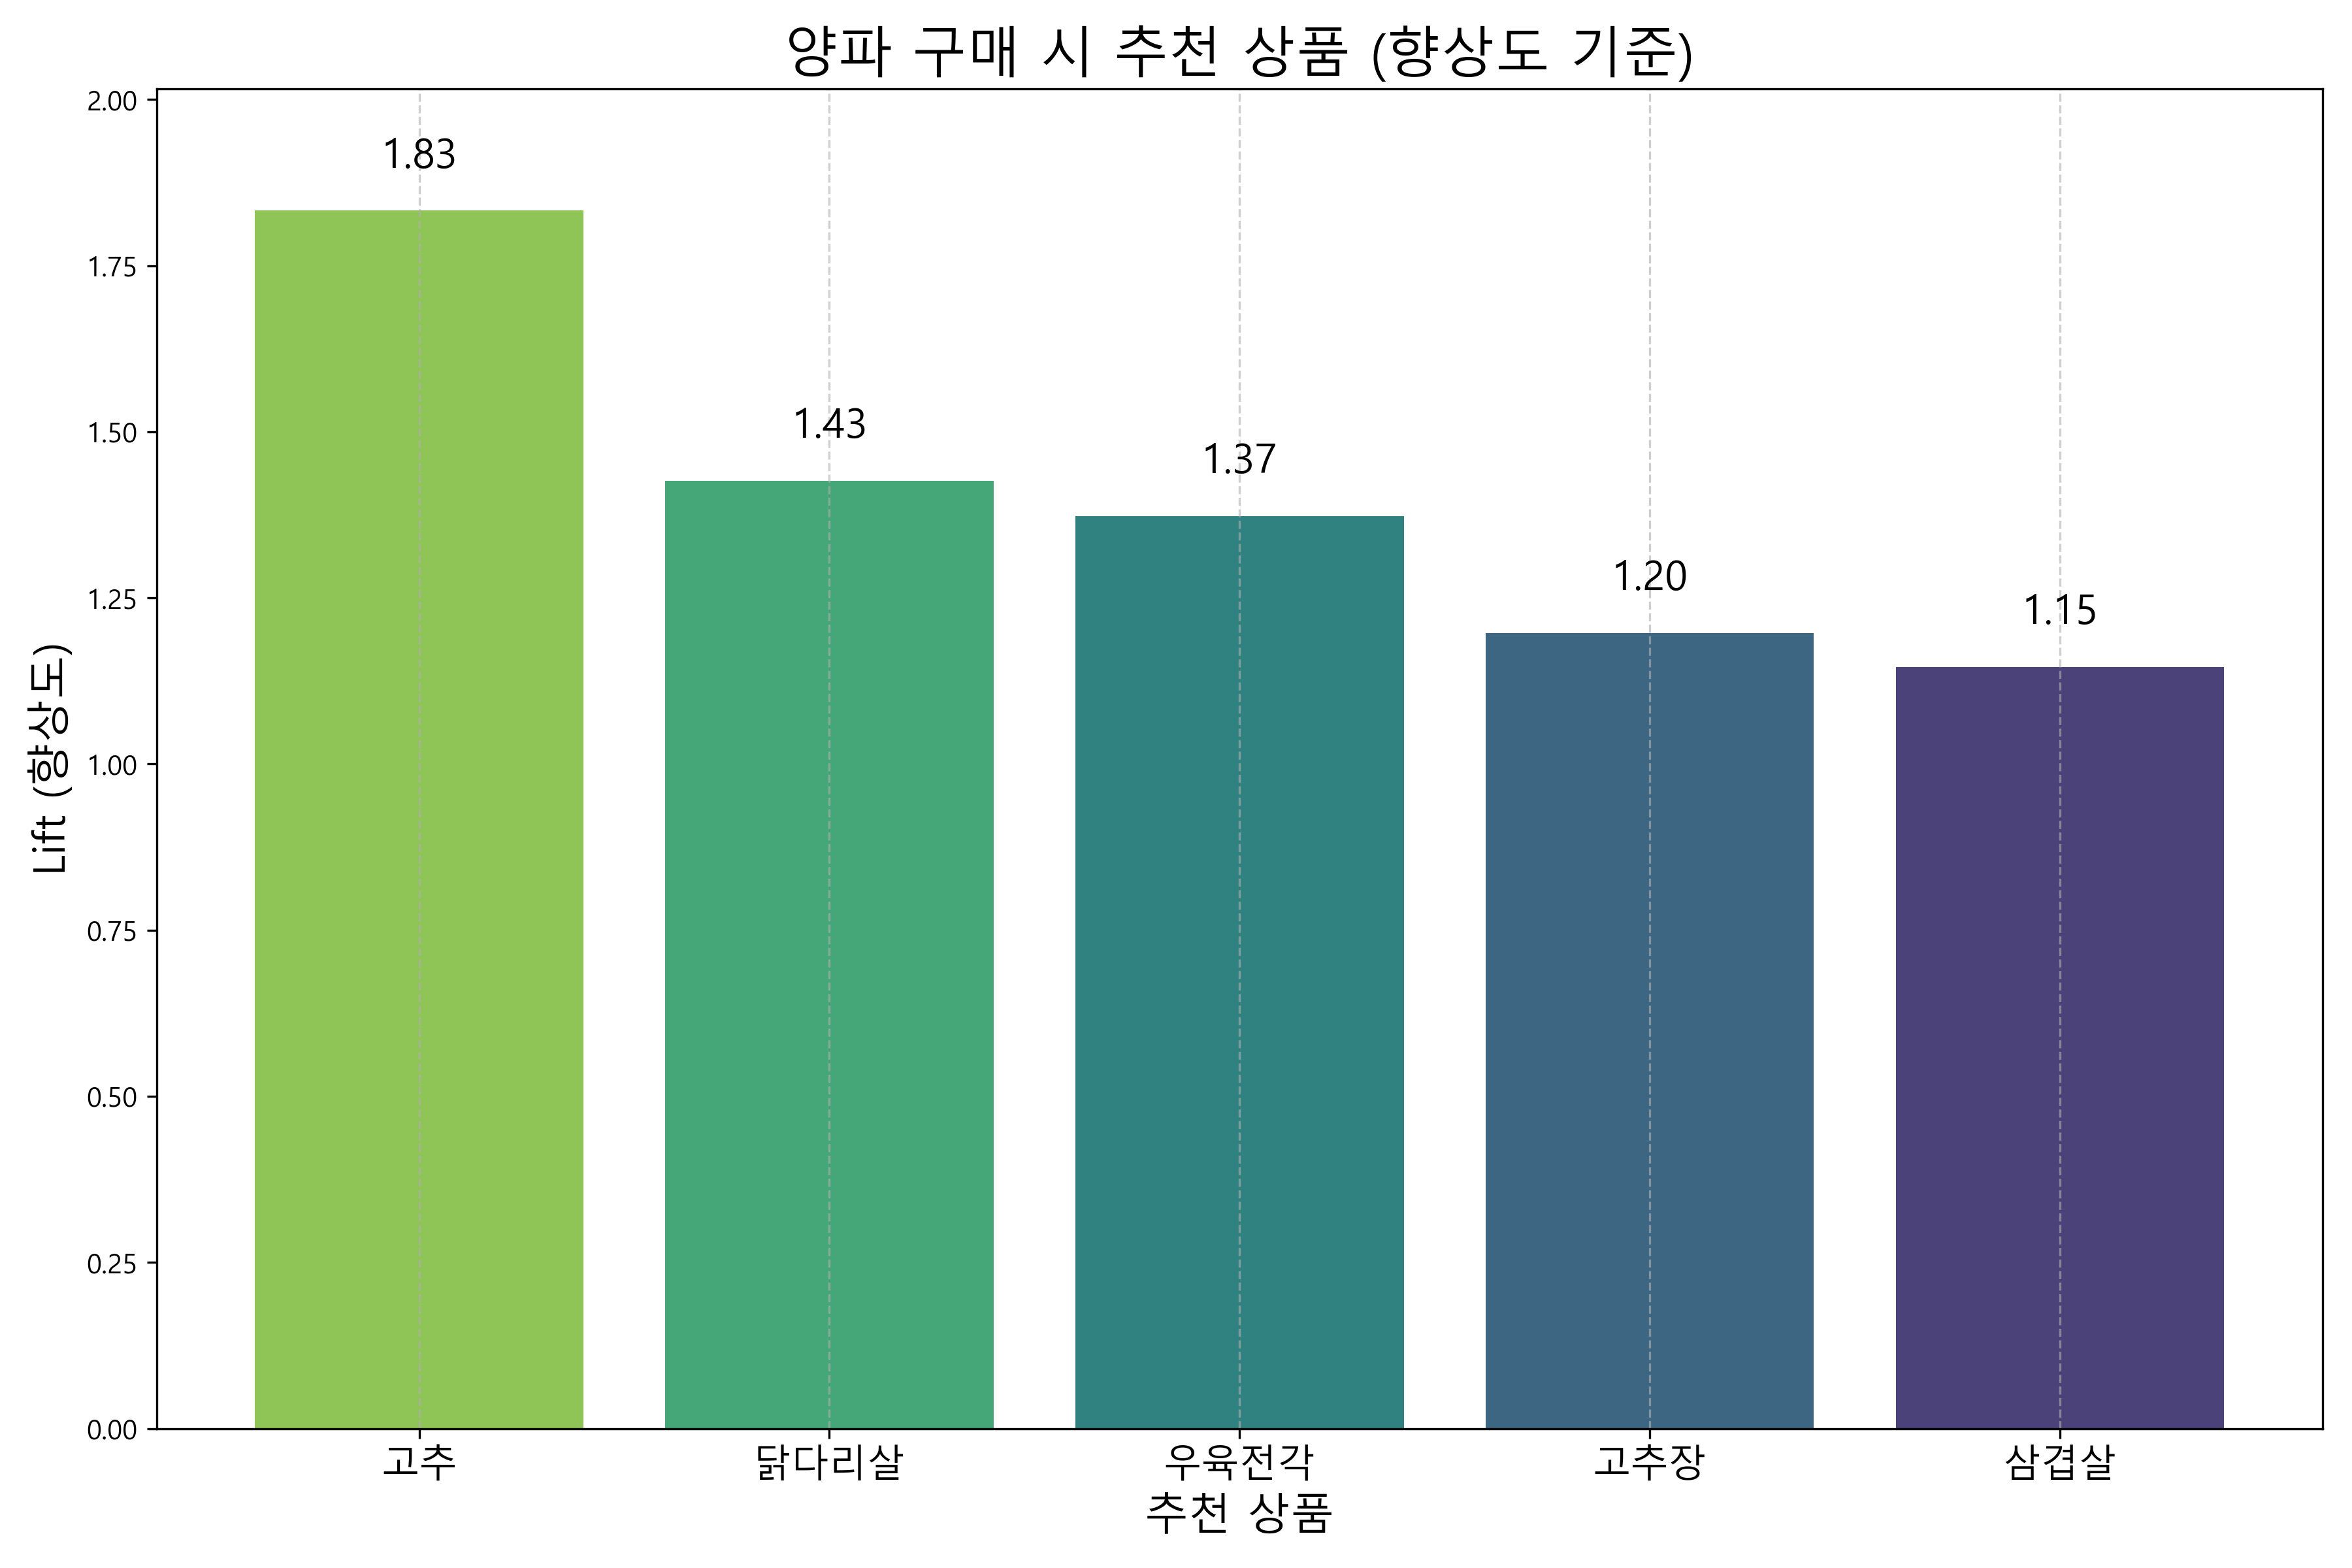 양파 구매 시 추천 상품 (향상도 기준)
Lift (향상도)
2.00
1.75
1.50
1.25
1.00
0.75
0.50
0.25
0.00
1.83
1.43
1.37
1.20
1.15
고추
닭다리살
우육전각
고추장
삼겹살
추천 상품